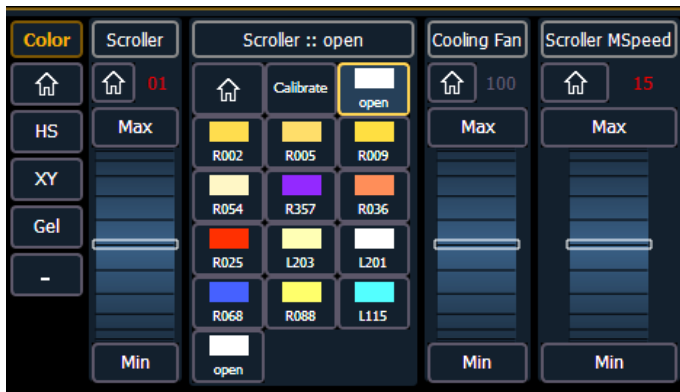 Color
Scroller
Scroller :: open
Cooling Fan
Scroller MSpeed
01
Calibrate
open
100
15
HS
Max
R002
R005
R009
Max
Max
XY
R054
R357
R036
Gel
R025
L203
L201
-
R068
R088
L115
Min
open
Min
Min